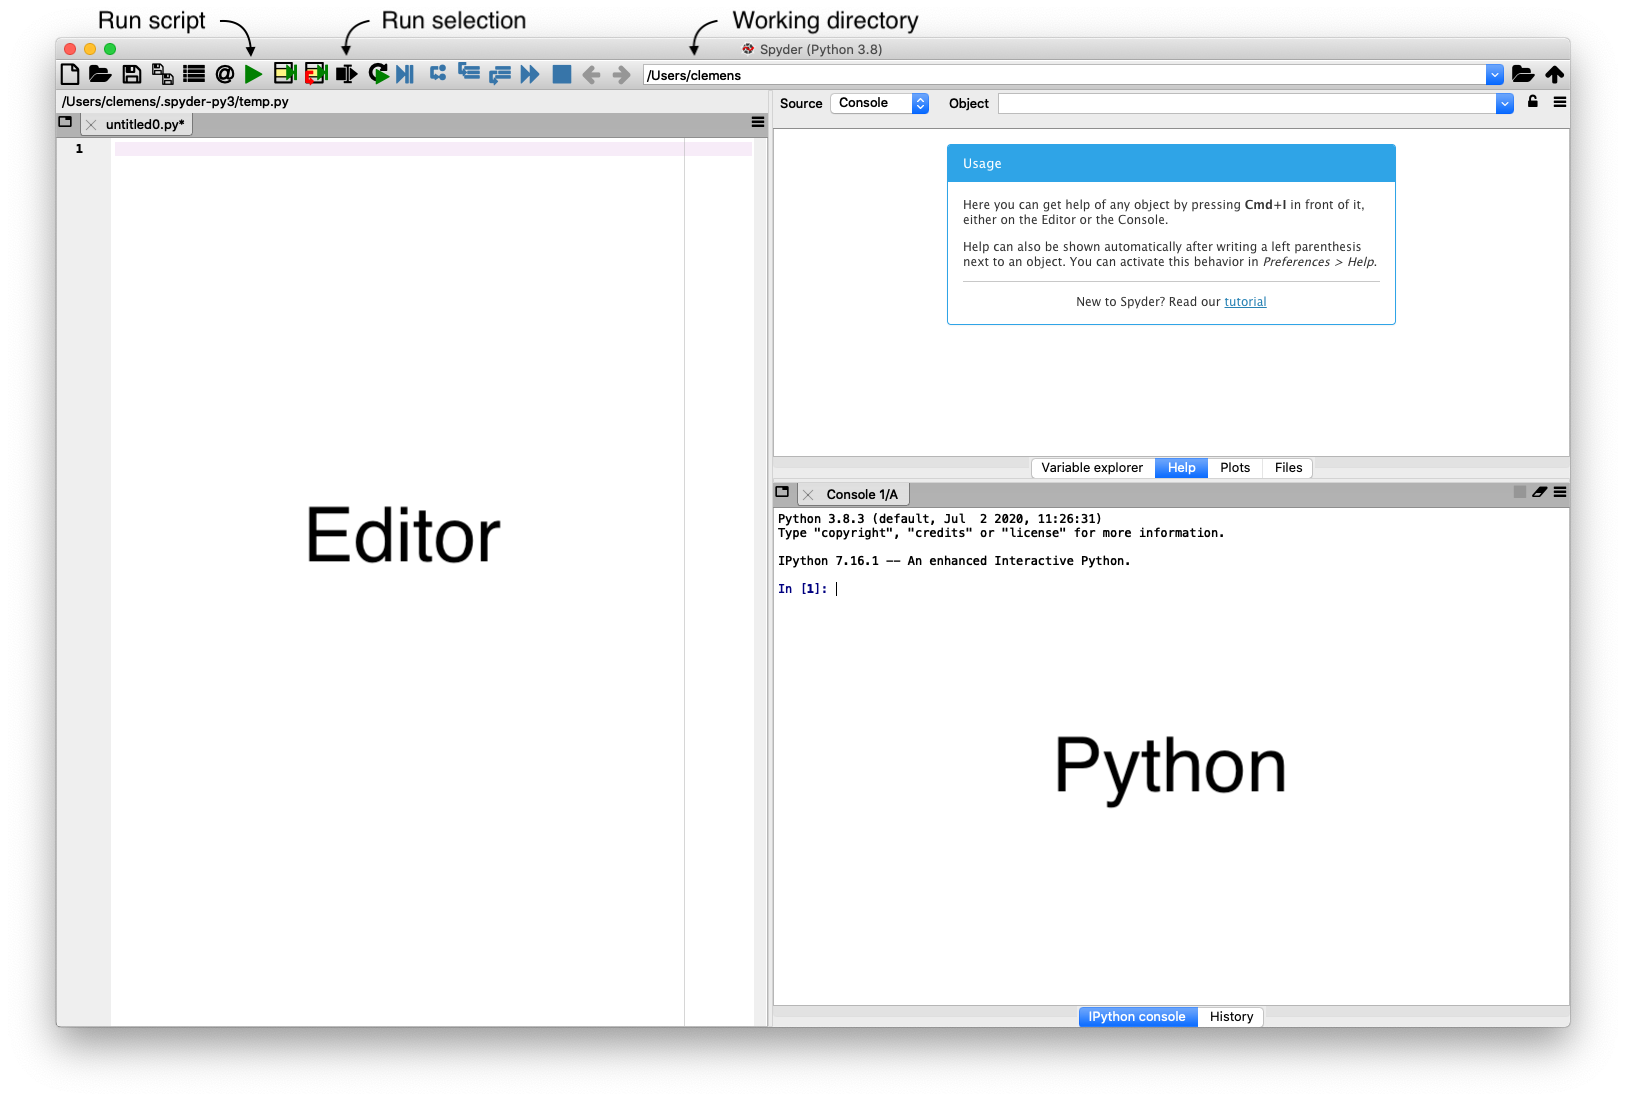 Run script
Run selection
Working directory
Spyder (Python 3.8)
/Users/clemens
/Users/clemens/.spyder-py3/temp.py
Source
Console
Object
untitled0.py*
1
Usage
Here you can get help of any object by pressing Cmd+I in front of it,
either on the Editor or the Console.
Help can also be shown automatically after writing a left parenthesis
next to an object. You can activate this behavior in Preferences > Help.
New to Spyder? Read our tutorial
Variable explorer
Help
Plots
Files
Console 1/A
Python 3.8.3 (default, Jul  2 2020, 11:26:31)
Type "copyright", "credits" or "license" for more information.
IPython 7.16.1 -- An enhanced Interactive Python.
In [1]:
Editor
Python
IPython console
History